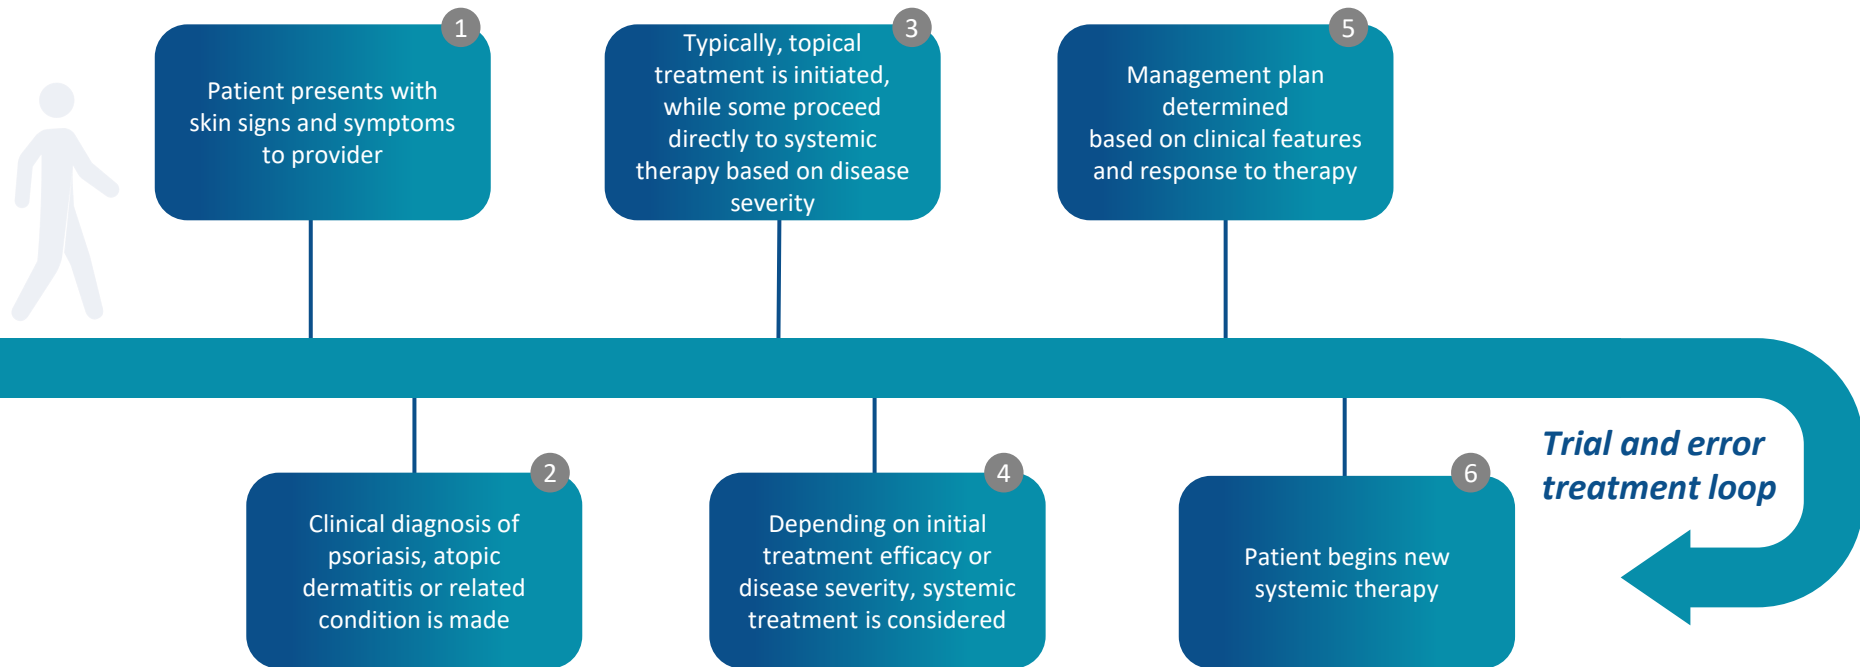 1
Patient presents with
skin signs and symptoms
to provider
2
Clinical diagnosis of
psoriasis, atopic
dermatitis or related
condition is made
3
Typically, topical
treatment is initiated,
while some proceed
directly to systemic
therapy based on disease
severity
4
Depending on initial
treatment efficacy or
disease severity, systemic
treatment is considered
5
Management plan
determined
based on clinical features
and response to therapy
6
Patient begins new
systemic therapy
Trial and error
treatment loop